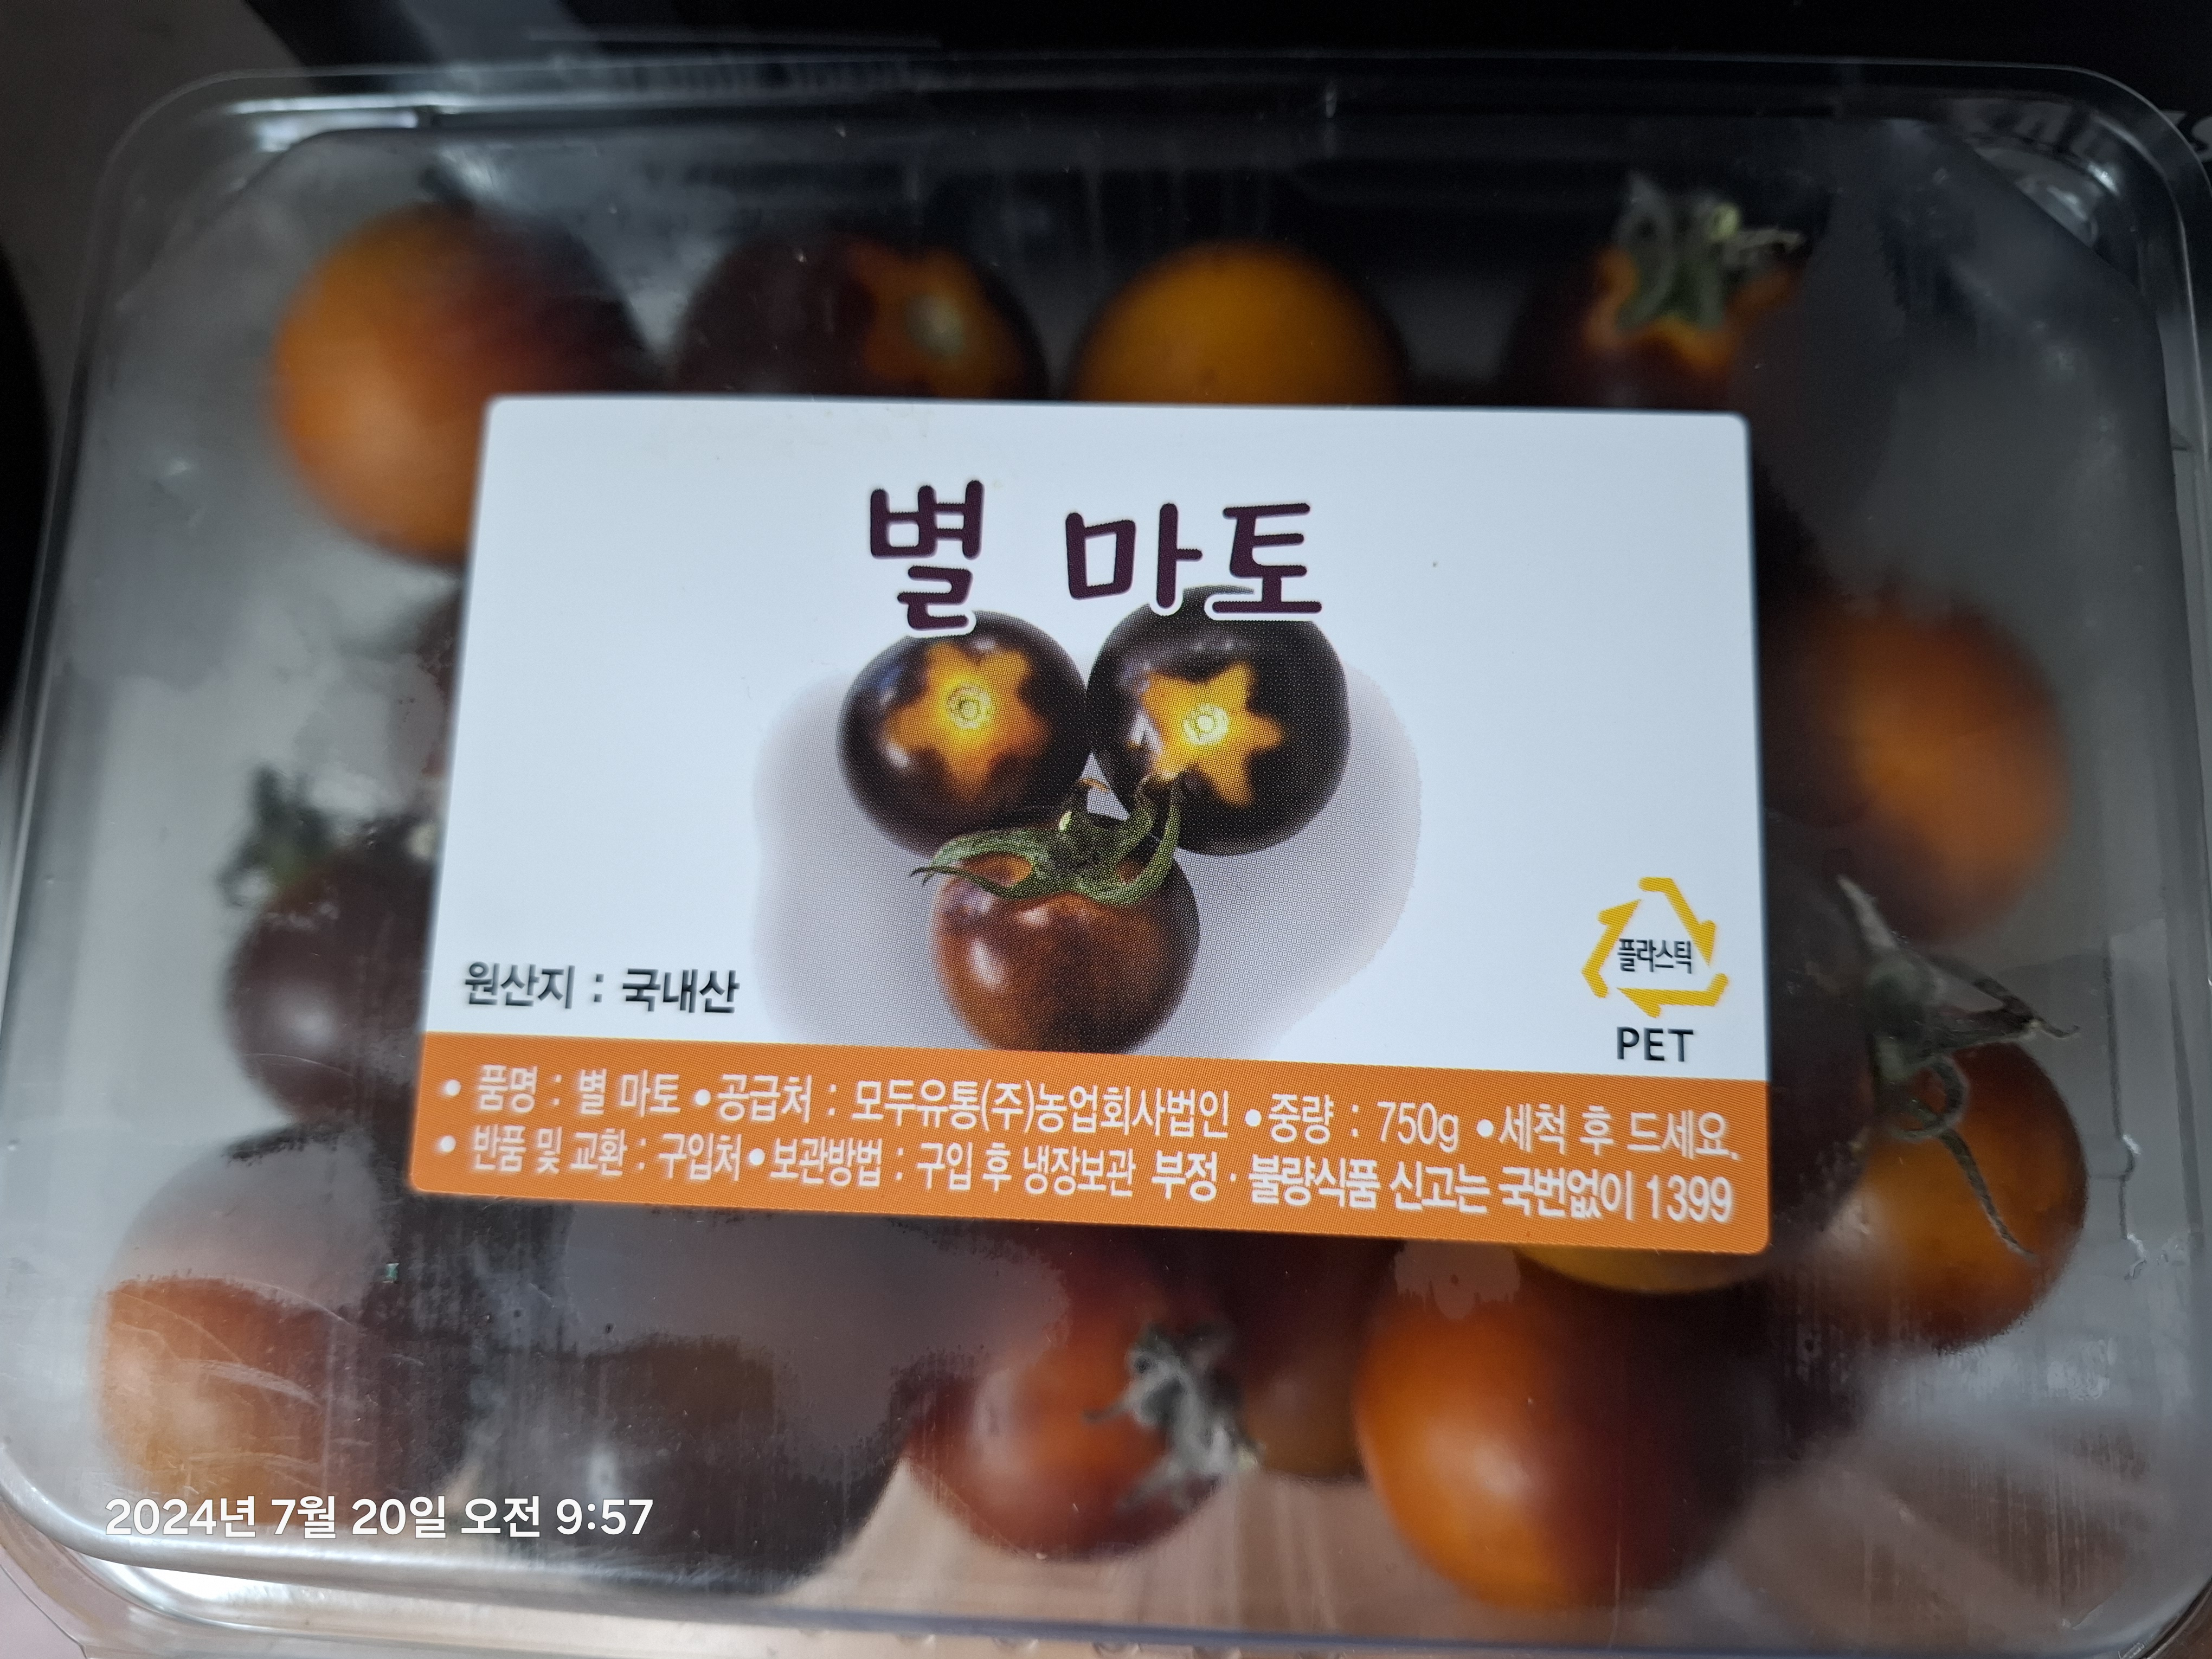 별 마토
원산지 : 국내산
플라스틱
PET
• 품명 : 별 마토 •공급처 : 모두유통(주)농업회사법인 •중량 : 750g •세척 후 드세요.
• 반품 및 교환 : 구입처•보관방법 : 구입 후 냉장보관 부정 · 불량식품 신고는 국번없이 1399
2024년 7월 20일 오전 9:57